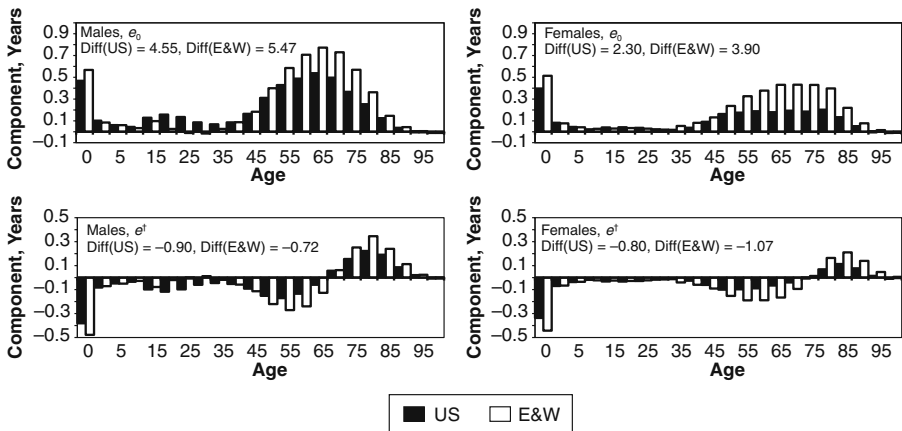 Males, e₀
Diff(US) = 4.55, Diff(E&W) = 5.47
Component, Years
0.9
0.7
0.5
0.3
0.1
–0.1
0 5 15 25 35 45 55 65 75 85 95
Age
Females, e₀
Diff(US) = 2.30, Diff(E&W) = 3.90
Component, Years
0.9
0.7
0.5
0.3
0.1
–0.1
0 5 15 25 35 45 55 65 75 85 95
Age
Males, e†
Diff(US) = –0.90, Diff(E&W) = –0.72
Component, Years
0.5
0.3
0.1
–0.1
–0.3
–0.5
0 5 15 25 35 45 55 65 75 85 95
Age
Females, e†
Diff(US) = –0.80, Diff(E&W) = –1.07
Component, Years
0.5
0.3
0.1
–0.1
–0.3
–0.5
0 5 15 25 35 45 55 65 75 85 95
Age
US E&W